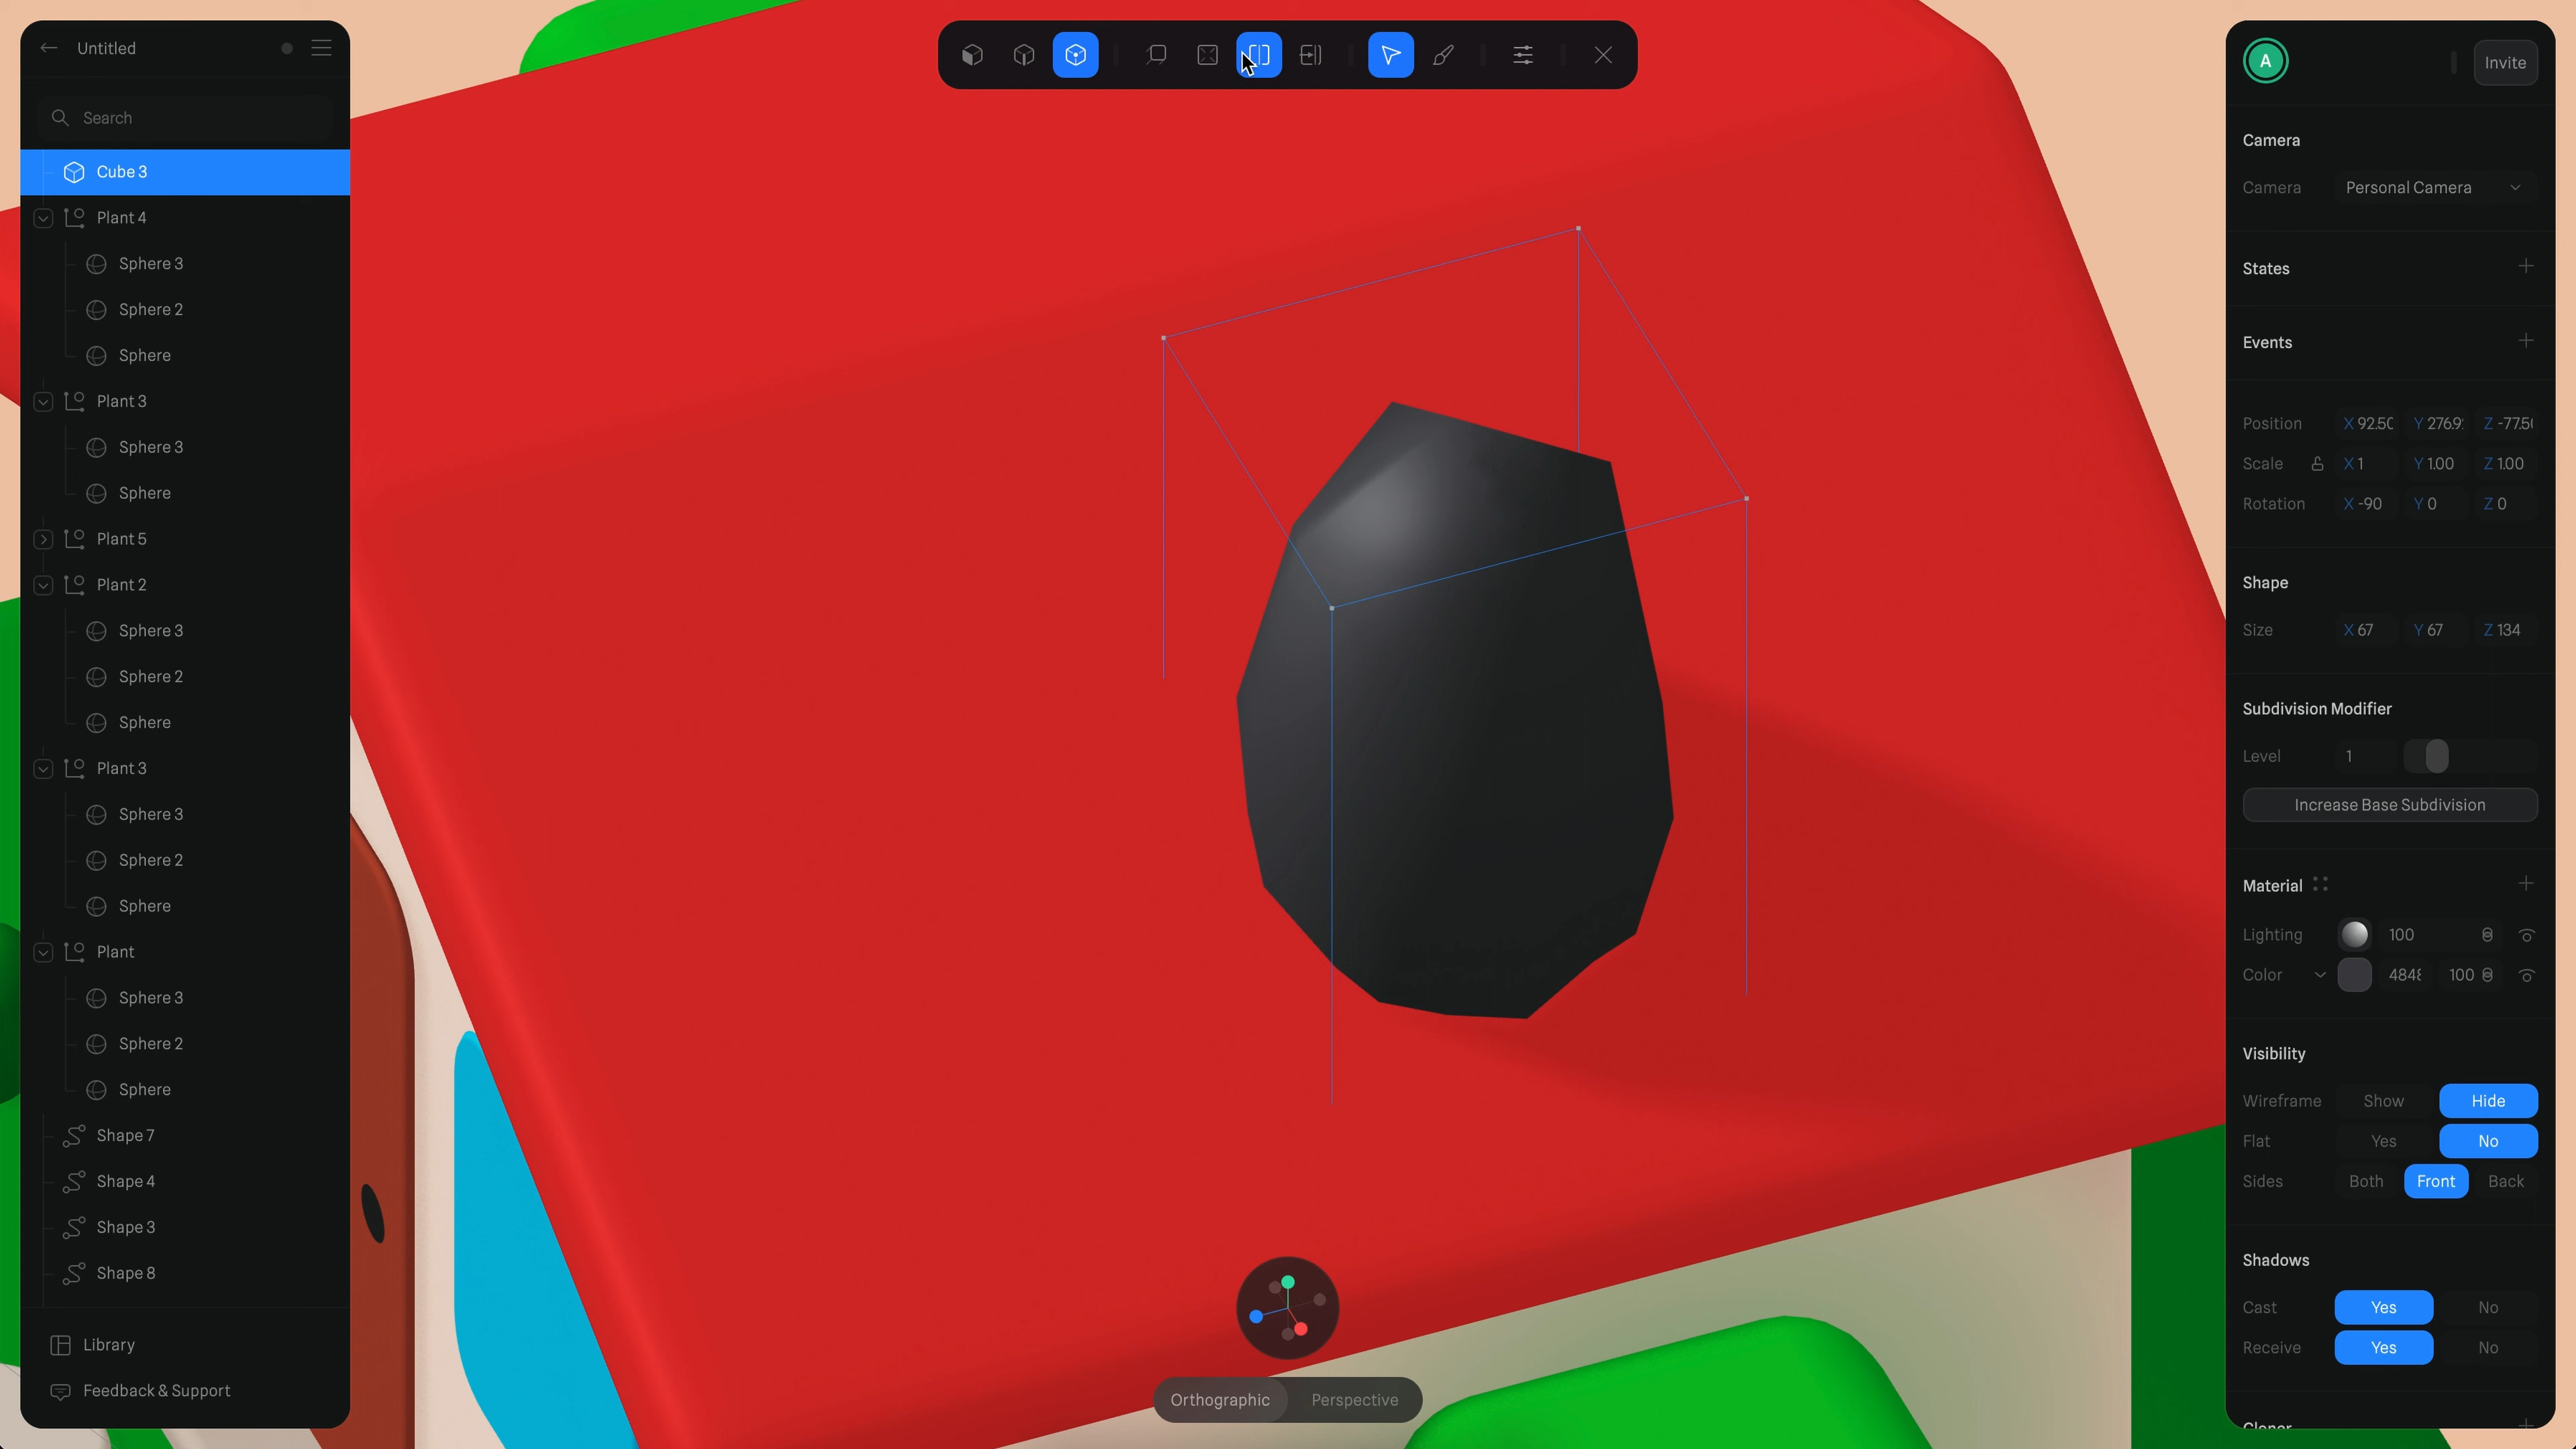 Untitled
Search
Cube 3
Plant 4
Sphere 3
Sphere 2
Sphere
Plant 3
Sphere 3
Sphere
Plant 5
Plant 2
Sphere 3
Sphere 2
Sphere
Plant 3
Sphere 3
Sphere 2
Sphere
Plant
Sphere 3
Sphere 2
Sphere
Shape 7
Shape 4
Shape 3
Shape 8
Library
Feedback & Support
Orthographic Perspective
A Invite
Camera
Camera Personal Camera
States
Events
Position X 92.50 Y 276.9 Z -77.50
Scale X 1 Y 1.00 Z 1.00
Rotation X -90 Y 0 Z 0
Shape
Size X 67 Y 67 Z 134
Subdivision Modifier
Level 1
Increase Base Subdivision
Material
Lighting 100
Color 4848 100
Visibility
Wireframe Show Hide
Flat Yes No
Sides Both Front Back
Shadows
Cast Yes No
Receive Yes No